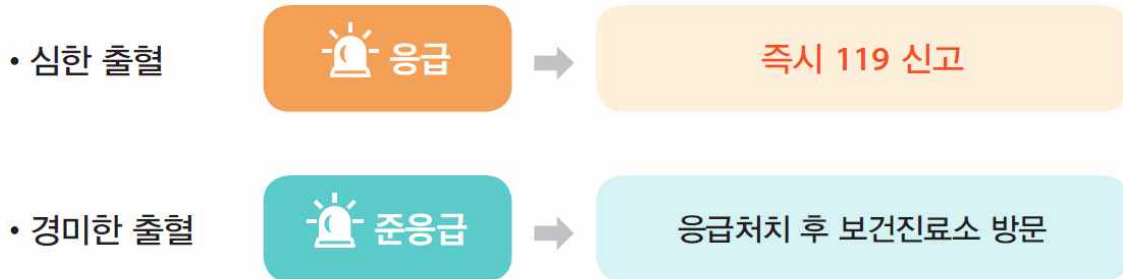 • 심한 출혈 응급 즉시 119 신고
• 경미한 출혈 준응급 응급처치 후 보건진료소 방문